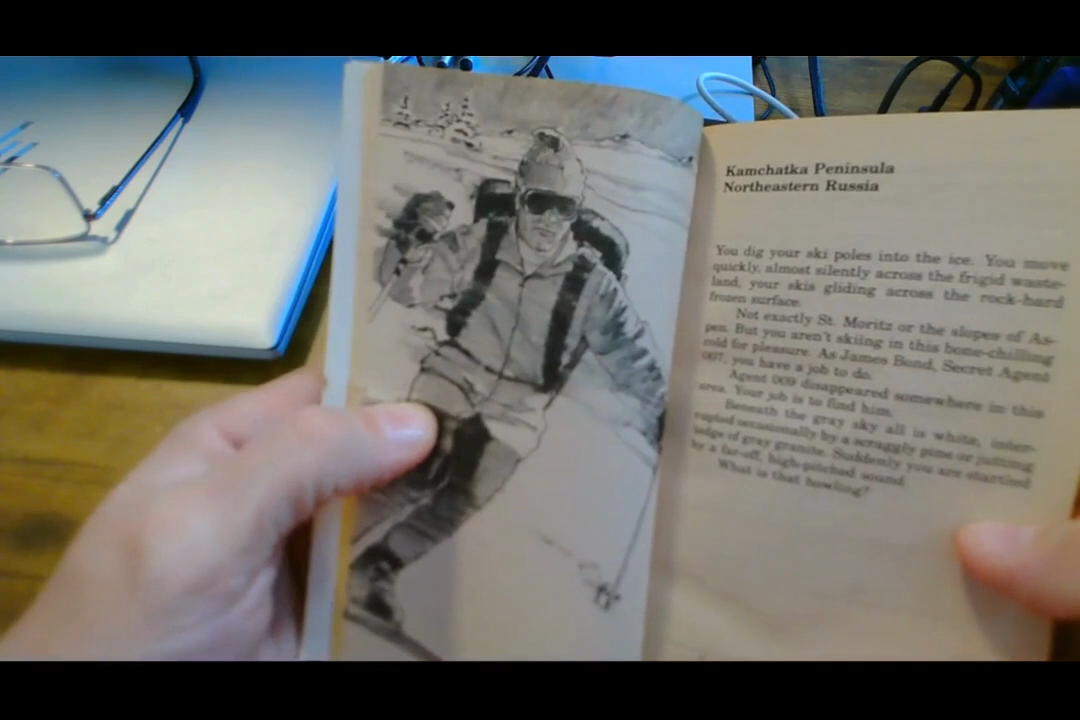 Kamchatka Peninsula
Northeastern Russia
You dig your ski poles into the ice. You move
quickly, almost silently across the frigid waste-
land, your skis gliding across the rock-hard
frozen surface.
Not exactly St. Moritz or the slopes of As-
pen. But you aren't skiing in this bone-chilling
cold for pleasure. As James Bond, Secret Agent
007, you have a job to do.
Agent 009 disappeared somewhere in this
area. Your job is to find him.
Beneath the gray sky all is white, inter-
rupted occasionally by a scraggly pine or jutting
ledge of gray granite. Suddenly you are startled
by a far-off, high-pitched sound.
What is that howling?